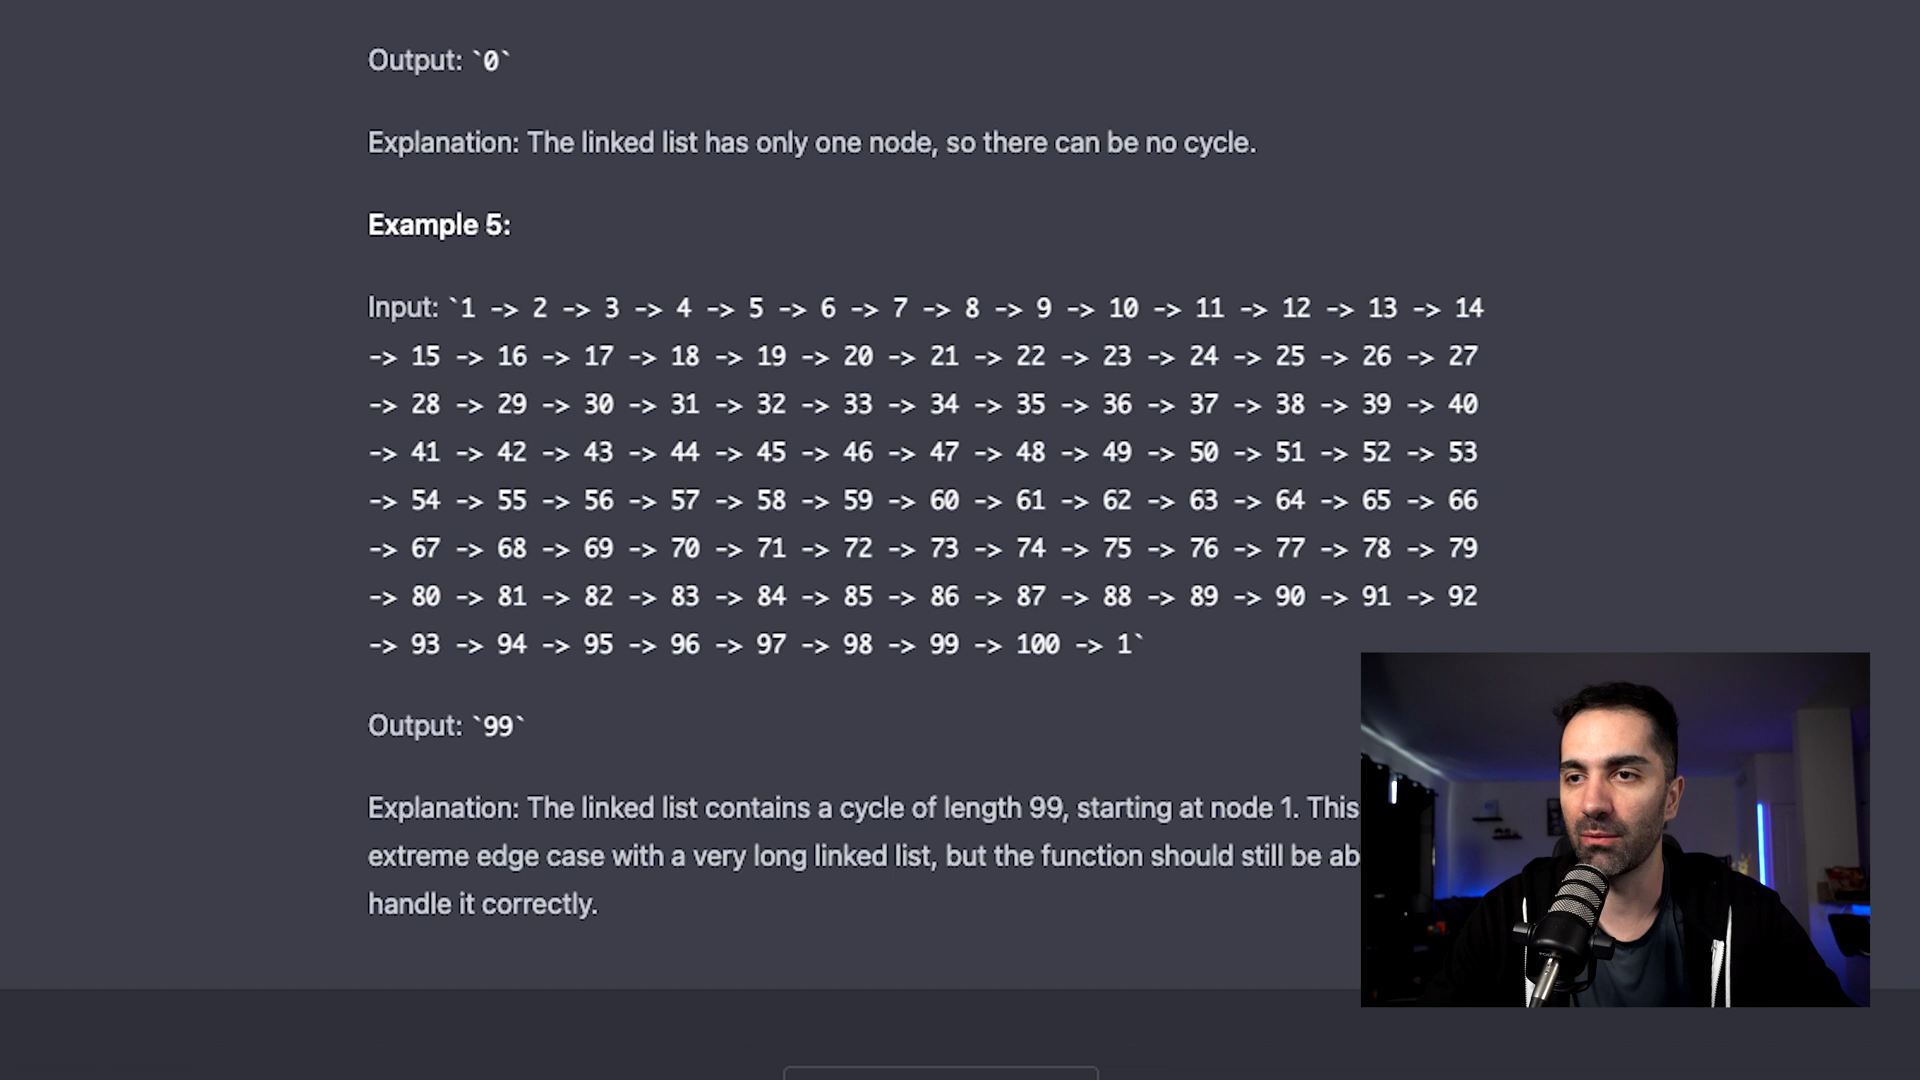 Output: `0`
Explanation: The linked list has only one node, so there can be no cycle.
Example 5:
Input: `1 -> 2 -> 3 -> 4 -> 5 -> 6 -> 7 -> 8 -> 9 -> 10 -> 11 -> 12 -> 13 -> 14
-> 15 -> 16 -> 17 -> 18 -> 19 -> 20 -> 21 -> 22 -> 23 -> 24 -> 25 -> 26 -> 27
-> 28 -> 29 -> 30 -> 31 -> 32 -> 33 -> 34 -> 35 -> 36 -> 37 -> 38 -> 39 -> 40
-> 41 -> 42 -> 43 -> 44 -> 45 -> 46 -> 47 -> 48 -> 49 -> 50 -> 51 -> 52 -> 53
-> 54 -> 55 -> 56 -> 57 -> 58 -> 59 -> 60 -> 61 -> 62 -> 63 -> 64 -> 65 -> 66
-> 67 -> 68 -> 69 -> 70 -> 71 -> 72 -> 73 -> 74 -> 75 -> 76 -> 77 -> 78 -> 79
-> 80 -> 81 -> 82 -> 83 -> 84 -> 85 -> 86 -> 87 -> 88 -> 89 -> 90 -> 91 -> 92
-> 93 -> 94 -> 95 -> 96 -> 97 -> 98 -> 99 -> 100 -> 1`
Output: `99`
Explanation: The linked list contains a cycle of length 99, starting at node 1. This
extreme edge case with a very long linked list, but the function should still be ab
handle it correctly.